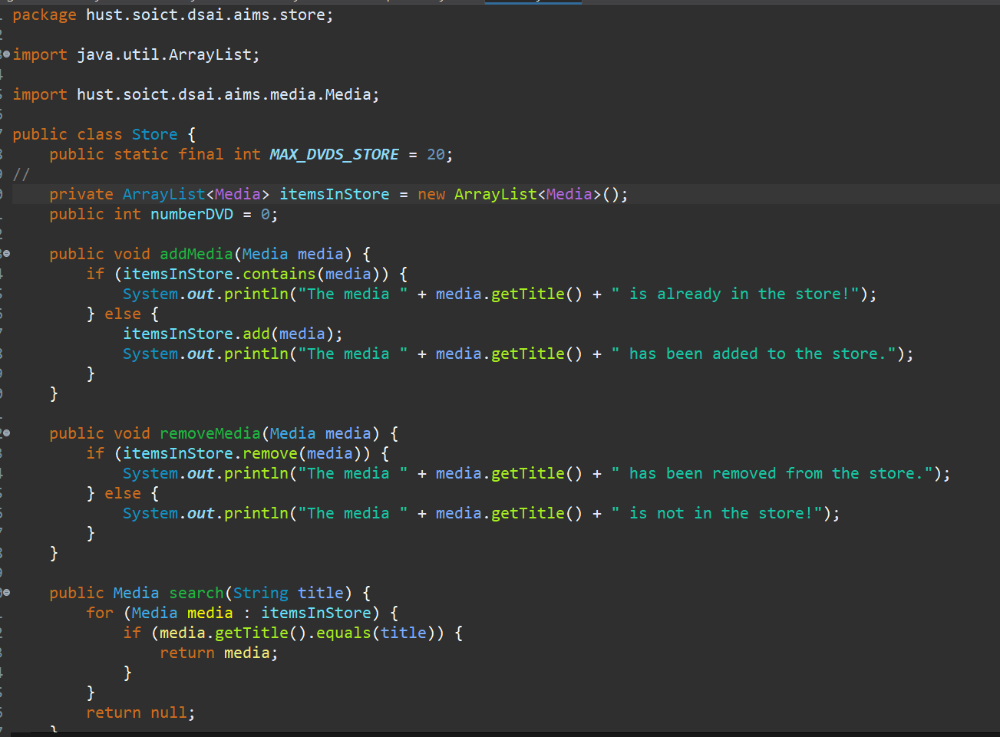 package hust.soict.dsai.aims.store;
import java.util.ArrayList;
import hust.soict.dsai.aims.media.Media;
public class Store {
    public static final int MAX_DVDS_STORE = 20;
//
    private ArrayList<Media> itemsInStore = new ArrayList<Media>();
    public int numberDVD = 0;
    public void addMedia(Media media) {
        if (itemsInStore.contains(media)) {
            System.out.println("The media " + media.getTitle() + " is already in the store!");
        } else {
            itemsInStore.add(media);
            System.out.println("The media " + media.getTitle() + " has been added to the store.");
        }
    }
    public void removeMedia(Media media) {
        if (itemsInStore.remove(media)) {
            System.out.println("The media " + media.getTitle() + " has been removed from the store.");
        } else {
            System.out.println("The media " + media.getTitle() + " is not in the store!");
        }
    }
    public Media search(String title) {
        for (Media media : itemsInStore) {
            if (media.getTitle().equals(title)) {
                return media;
            }
        }
        return null;
    }